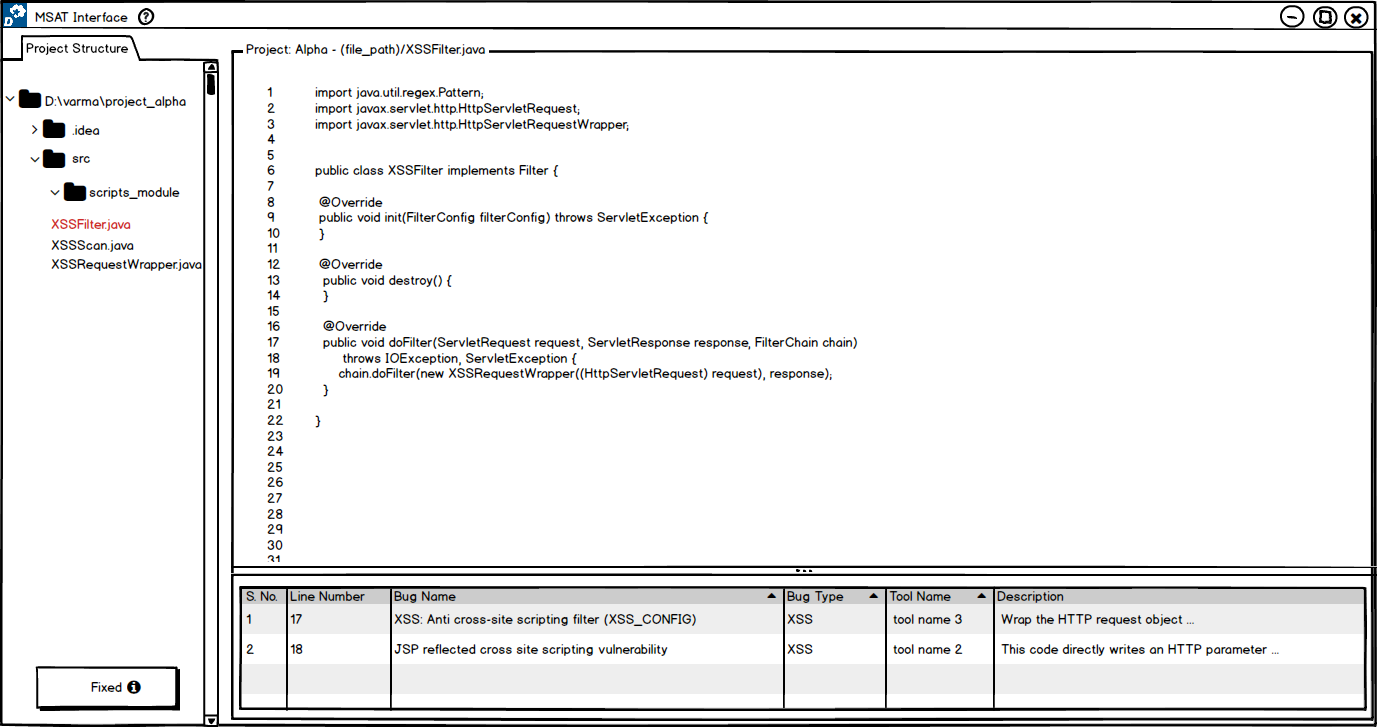 MSAT Interface ?
Project Structure
D:\varma\project_alpha
.idea
src
scripts_module
XSSFilter.java
XSSScan.java
XSSRequestWrapper.java
Fixed i
Project: Alpha - (file_path)/XSSFilter.java
1 import java.util.regex.Pattern;
2 import javax.servlet.http.HttpServletRequest;
3 import javax.servlet.http.HttpServletRequestWrapper;
4
5
6 public class XSSFilter implements Filter {
7
8 @Override
9 public void init(FilterConfig filterConfig) throws ServletException {
10 }
11
12 @Override
13 public void destroy() {
14 }
15
16 @Override
17 public void doFilter(ServletRequest request, ServletResponse response, FilterChain chain)
18 throws IOException, ServletException {
19 chain.doFilter(new XSSRequestWrapper((HttpServletRequest) request), response);
20 }
21
22 }
23
24
25
26
27
28
29
30
31
S. No. Line Number Bug Name Bug Type Tool Name Description
1 17 XSS: Anti cross-site scripting filter (XSS_CONFIG) XSS tool name 3 Wrap the HTTP request object ...
2 18 JSP reflected cross site scripting vulnerability XSS tool name 2 This code directly writes an HTTP parameter ...